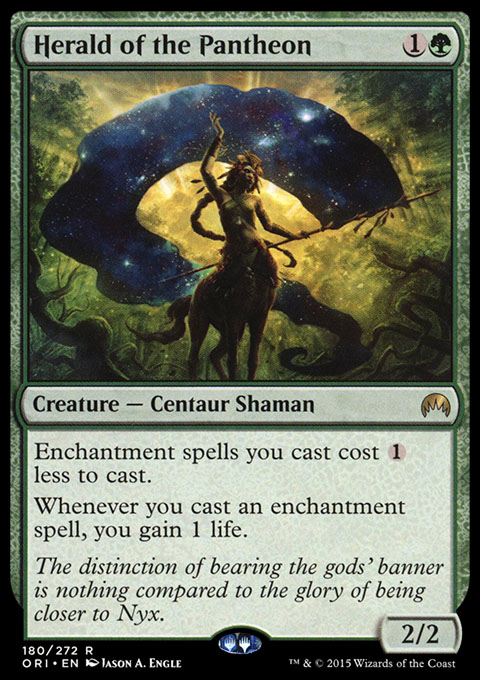 Herald of the Pantheon 1
Creature — Centaur Shaman
Enchantment spells you cast cost 1
less to cast.
Whenever you cast an enchantment
spell, you gain 1 life.
The distinction of bearing the gods' banner
is nothing compared to the glory of being
closer to Nyx.
2/2
180/272 R
ORI • EN Jason A. Engle
™ & © 2015 Wizards of the Coast